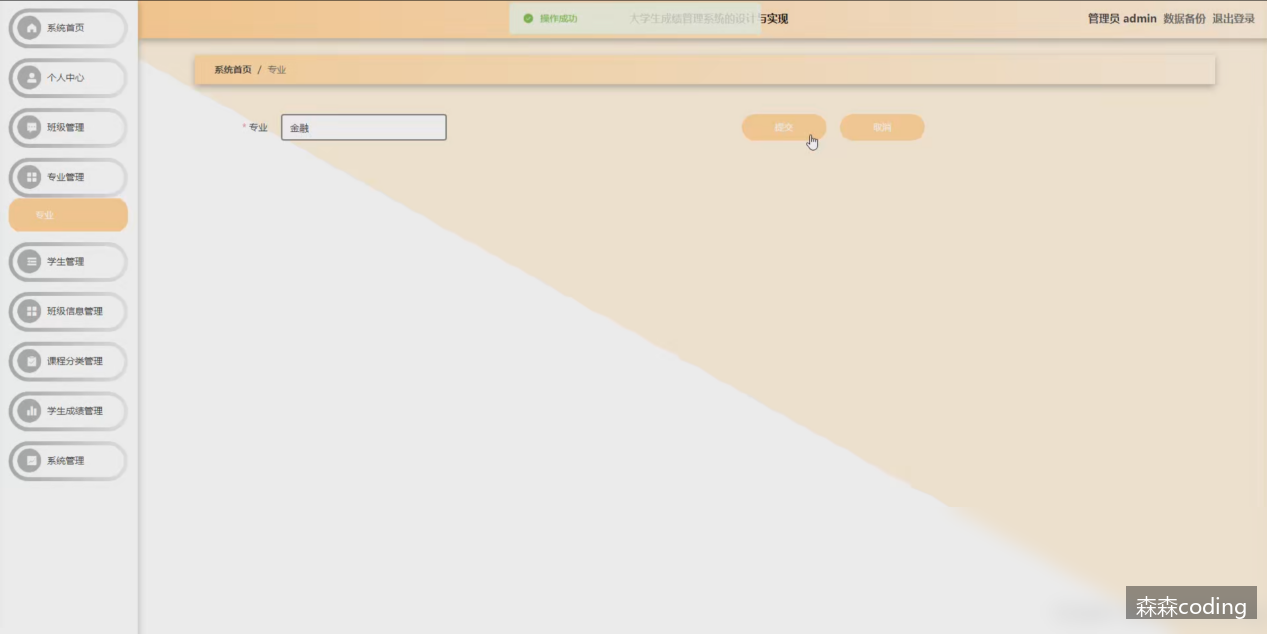 系统首页
操作成功
大学生成绩管理系统的设计与实现
管理员 admin 数据备份 退出登录
个人中心
系统首页 / 专业
班级管理
* 专业 金融 提交 取消
专业管理
专业
学生管理
班级信息管理
课程分类管理
学生成绩管理
系统管理
森森coding